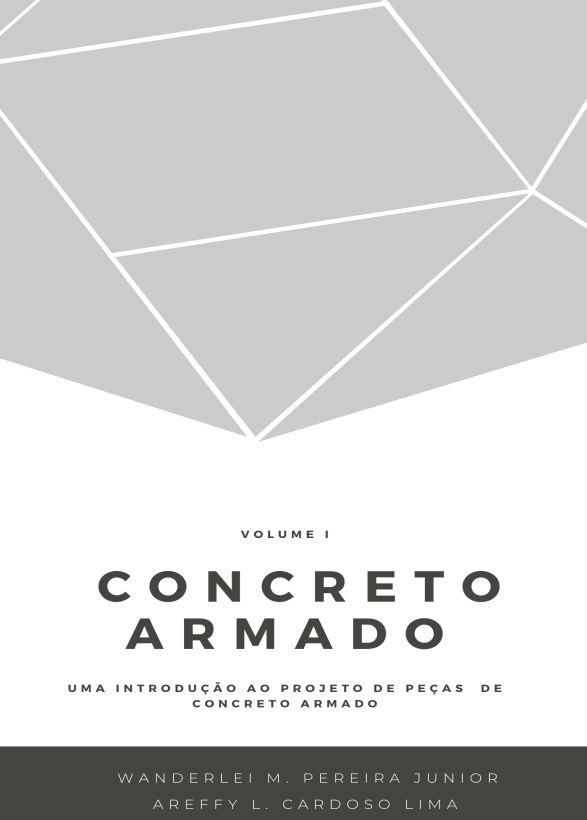 VOLUME I
CONCRETO
ARMADO
UMA INTRODUÇÃO AO PROJETO DE PEÇAS DE
CONCRETO ARMADO
WANDERLEI M. PEREIRA JUNIOR
AREFFY L. CARDOSO LIMA